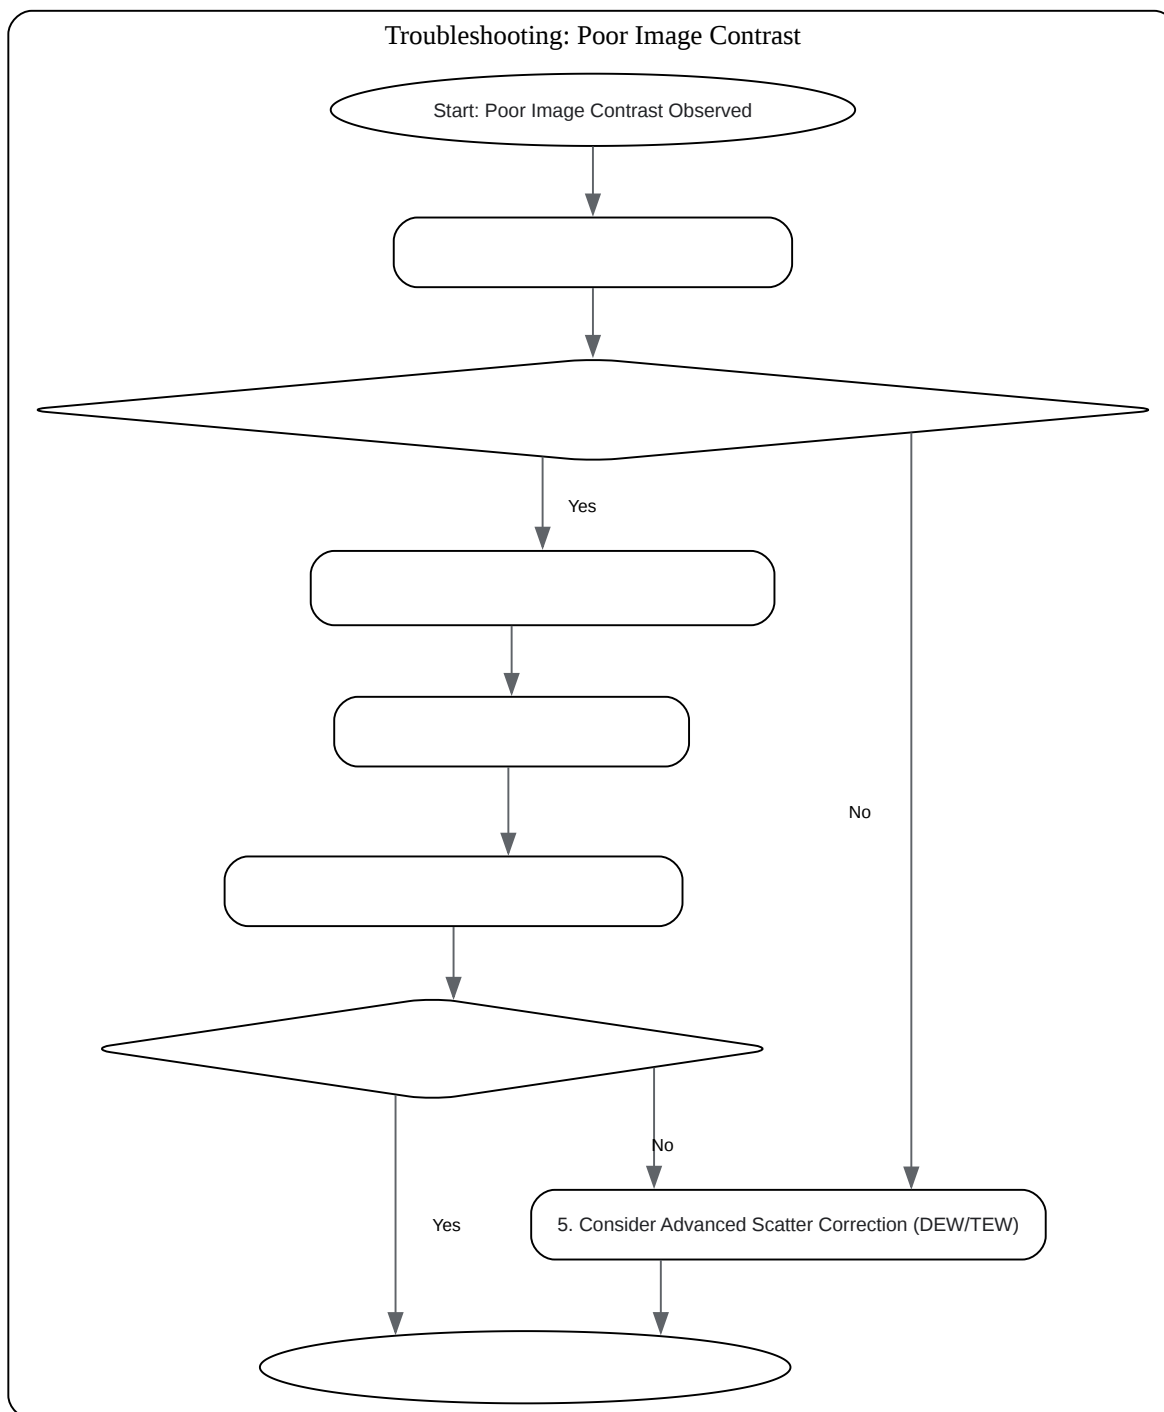 Troubleshooting: Poor Image Contrast
Start: Poor Image Contrast Observed
Yes
No
No
Yes
5. Consider Advanced Scatter Correction (DEW/TEW)